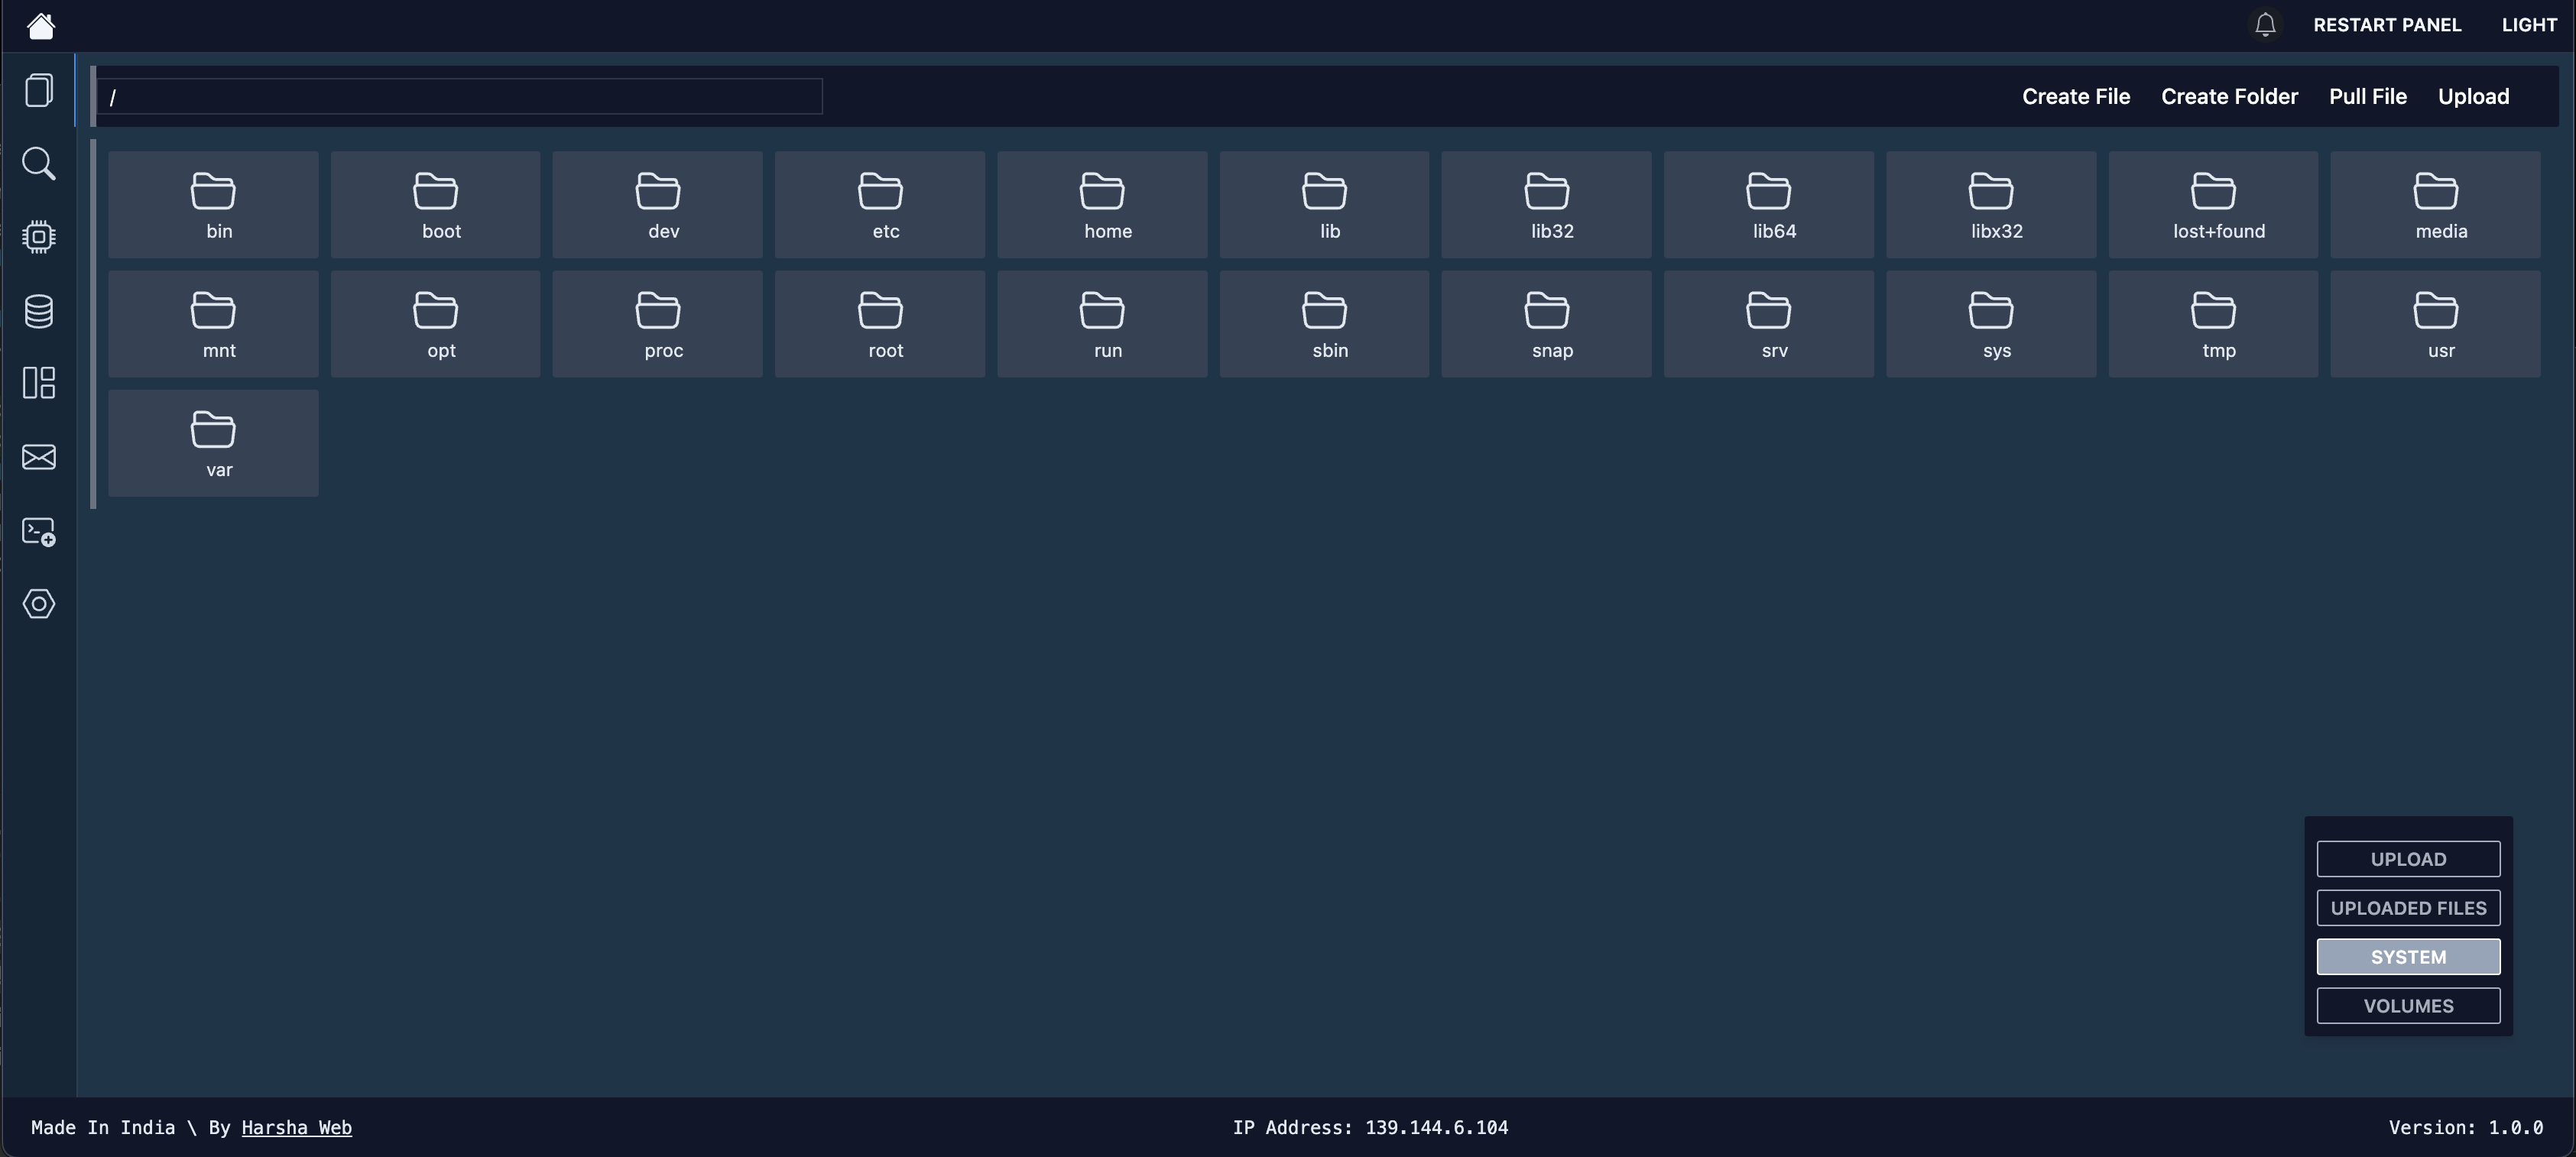 RESTART PANEL LIGHT
/
Create File Create Folder Pull File Upload
bin boot dev etc home lib lib32 lib64 libx32 lost+found media
mnt opt proc root run sbin snap srv sys tmp usr
var
UPLOAD
UPLOADED FILES
SYSTEM
VOLUMES
Made In India \ By Harsha Web IP Address: 139.144.6.104 Version: 1.0.0